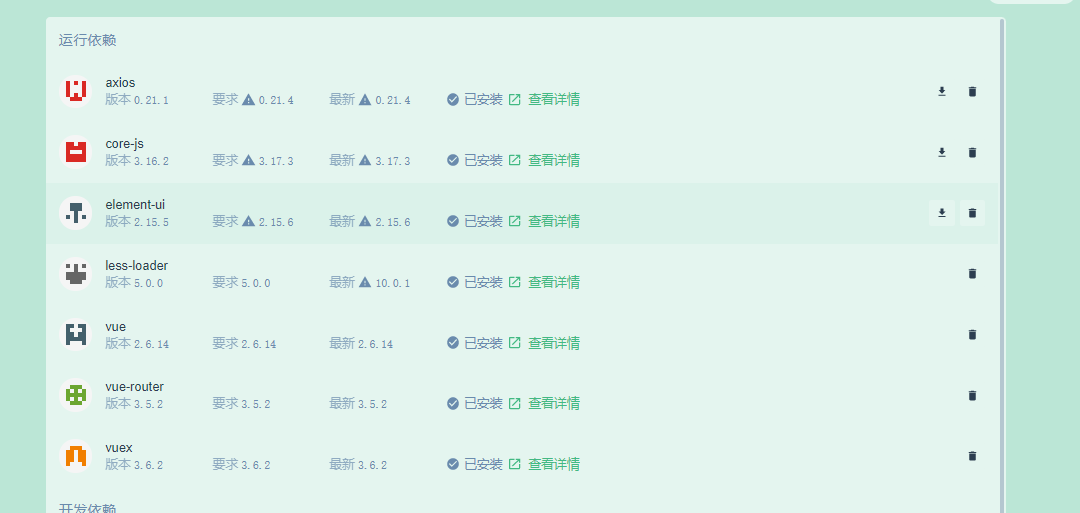 运行依赖
axios
版本 0.21.1 要求 0.21.4 最新 0.21.4 已安装 查看详情
core-js
版本 3.16.2 要求 3.17.3 最新 3.17.3 已安装 查看详情
element-ui
版本 2.15.5 要求 2.15.6 最新 2.15.6 已安装 查看详情
less-loader
版本 5.0.0 要求 5.0.0 最新 10.0.1 已安装 查看详情
vue
版本 2.6.14 要求 2.6.14 最新 2.6.14 已安装 查看详情
vue-router
版本 3.5.2 要求 3.5.2 最新 3.5.2 已安装 查看详情
vuex
版本 3.6.2 要求 3.6.2 最新 3.6.2 已安装 查看详情
开发依赖